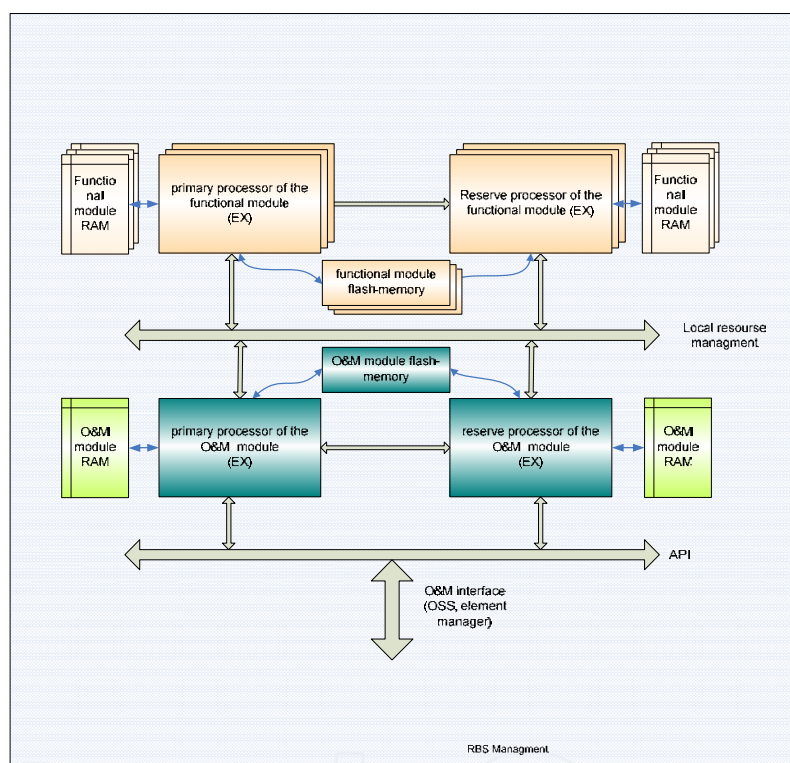 Functio
nal
module
RAM
primary processor of the
functional module
(EX)
Reserve processor of the
functional module (EX)
Functio
nal
module
RAM
functional module
flash-memory
Local resourse
managment
O&M module flash-
memory
O&M
module
RAM
primary processor of the
O&M module
(EX)
reserve processor of the
O&M module
(EX)
O&M
module
RAM
API
O&M interface
(OSS, element
manager)
RBS Managment